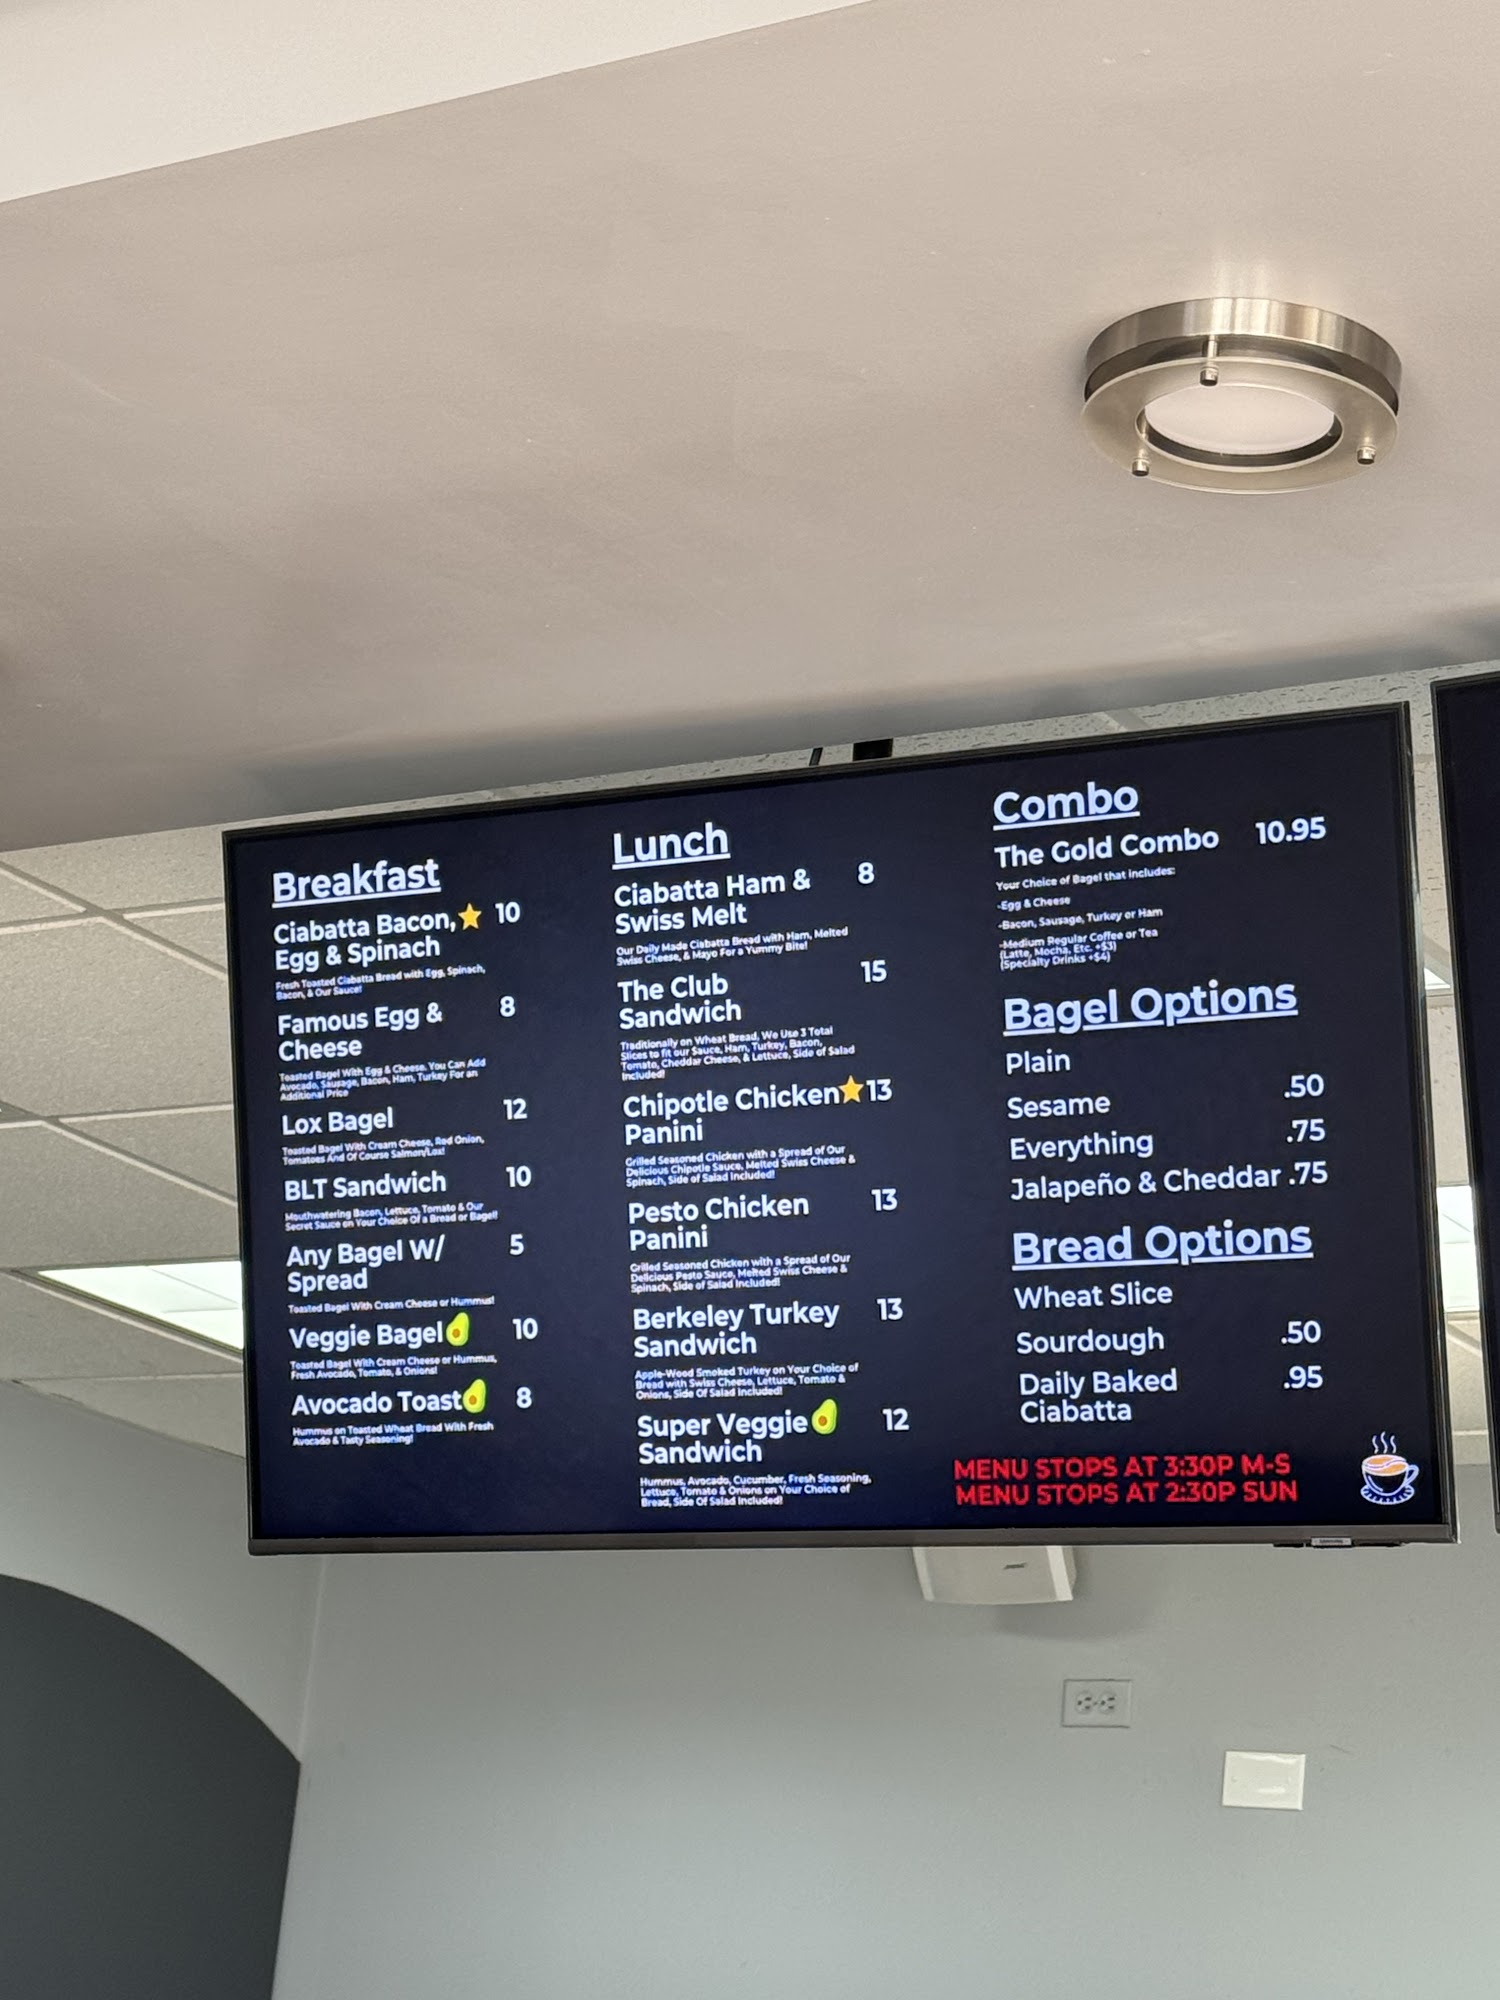 Breakfast
Ciabatta Bacon,⭐ 10
Egg & Spinach
Fresh Toasted Ciabatta Bread with Egg, Spinach,
Bacon, & Our Sauce!
Famous Egg & 8
Cheese
Toasted Bagel With Egg & Cheese. You Can Add
Avocado, Sausage, Bacon, Ham, Turkey For an
Additional Price
Lox Bagel 12
Toasted Bagel With Cream Cheese, Red Onion,
Tomatoes And Of Course Salmon/Lox!
BLT Sandwich 10
Mouthwatering Bacon, Lettuce, Tomato & Our
Secret Sauce on Your Choice Of a Bread or Bagel!
Any Bagel W/ 5
Spread
Toasted Bagel With Cream Cheese or Hummus!
Veggie Bagel🥑 10
Toasted Bagel With Cream Cheese or Hummus,
Fresh Avocado, Tomato, & Onions!
Avocado Toast🥑 8
Hummus on Toasted Wheat Bread With Fresh
Avocado & Tasty Seasoning!
Lunch
Ciabatta Ham & 8
Swiss Melt
Our Daily Made Ciabatta Bread with Ham, Melted
Swiss Cheese, & Mayo For a Yummy Bite!
The Club 15
Sandwich
Traditionally on Wheat Bread, We Use 3 Total
Slices to fit our Sauce, Ham, Turkey, Bacon,
Tomato, Cheddar Cheese, & Lettuce, Side of Salad
Included!
Chipotle Chicken⭐13
Panini
Grilled Seasoned Chicken with a Spread of Our
Delicious Chipotle Sauce, Melted Swiss Cheese &
Spinach, Side of Salad Included!
Pesto Chicken 13
Panini
Grilled Seasoned Chicken with a Spread of Our
Delicious Pesto Sauce, Melted Swiss Cheese &
Spinach, Side of Salad Included!
Berkeley Turkey 13
Sandwich
Apple-Wood Smoked Turkey on Your Choice of
Bread with Swiss Cheese, Lettuce, Tomato &
Onions, Side Of Salad Included!
Super Veggie🥑 12
Sandwich
Hummus, Avocado, Cucumber, Fresh Seasoning,
Lettuce, Tomato & Onions on Your Choice of
Bread, Side Of Salad Included!
Combo
The Gold Combo 10.95
Your Choice of Bagel that includes:
-Egg & Cheese
-Bacon, Sausage, Turkey or Ham
-Medium Regular Coffee or Tea
(Latte, Mocha, Etc. +$3)
(Specialty Drinks +$4)
Bagel Options
Plain
Sesame .50
Everything .75
Jalapeño & Cheddar .75
Bread Options
Wheat Slice
Sourdough .50
Daily Baked .95
Ciabatta
MENU STOPS AT 3:30P M-S
MENU STOPS AT 2:30P SUN